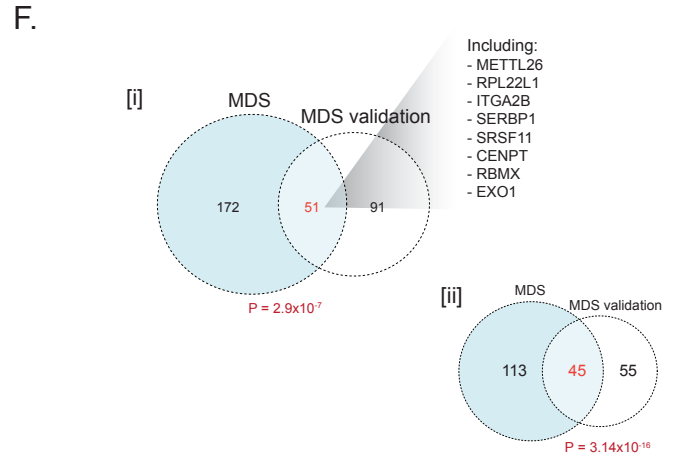 F.
[i]
MDS
MDS validation
172
51
91
P = 2.9x10⁻⁷
Including:
- METTL26
- RPL22L1
- ITGA2B
- SERBP1
- SRSF11
- CENPT
- RBMX
- EXO1
[ii]
MDS
MDS validation
113
45
55
P = 3.14x10⁻¹⁶